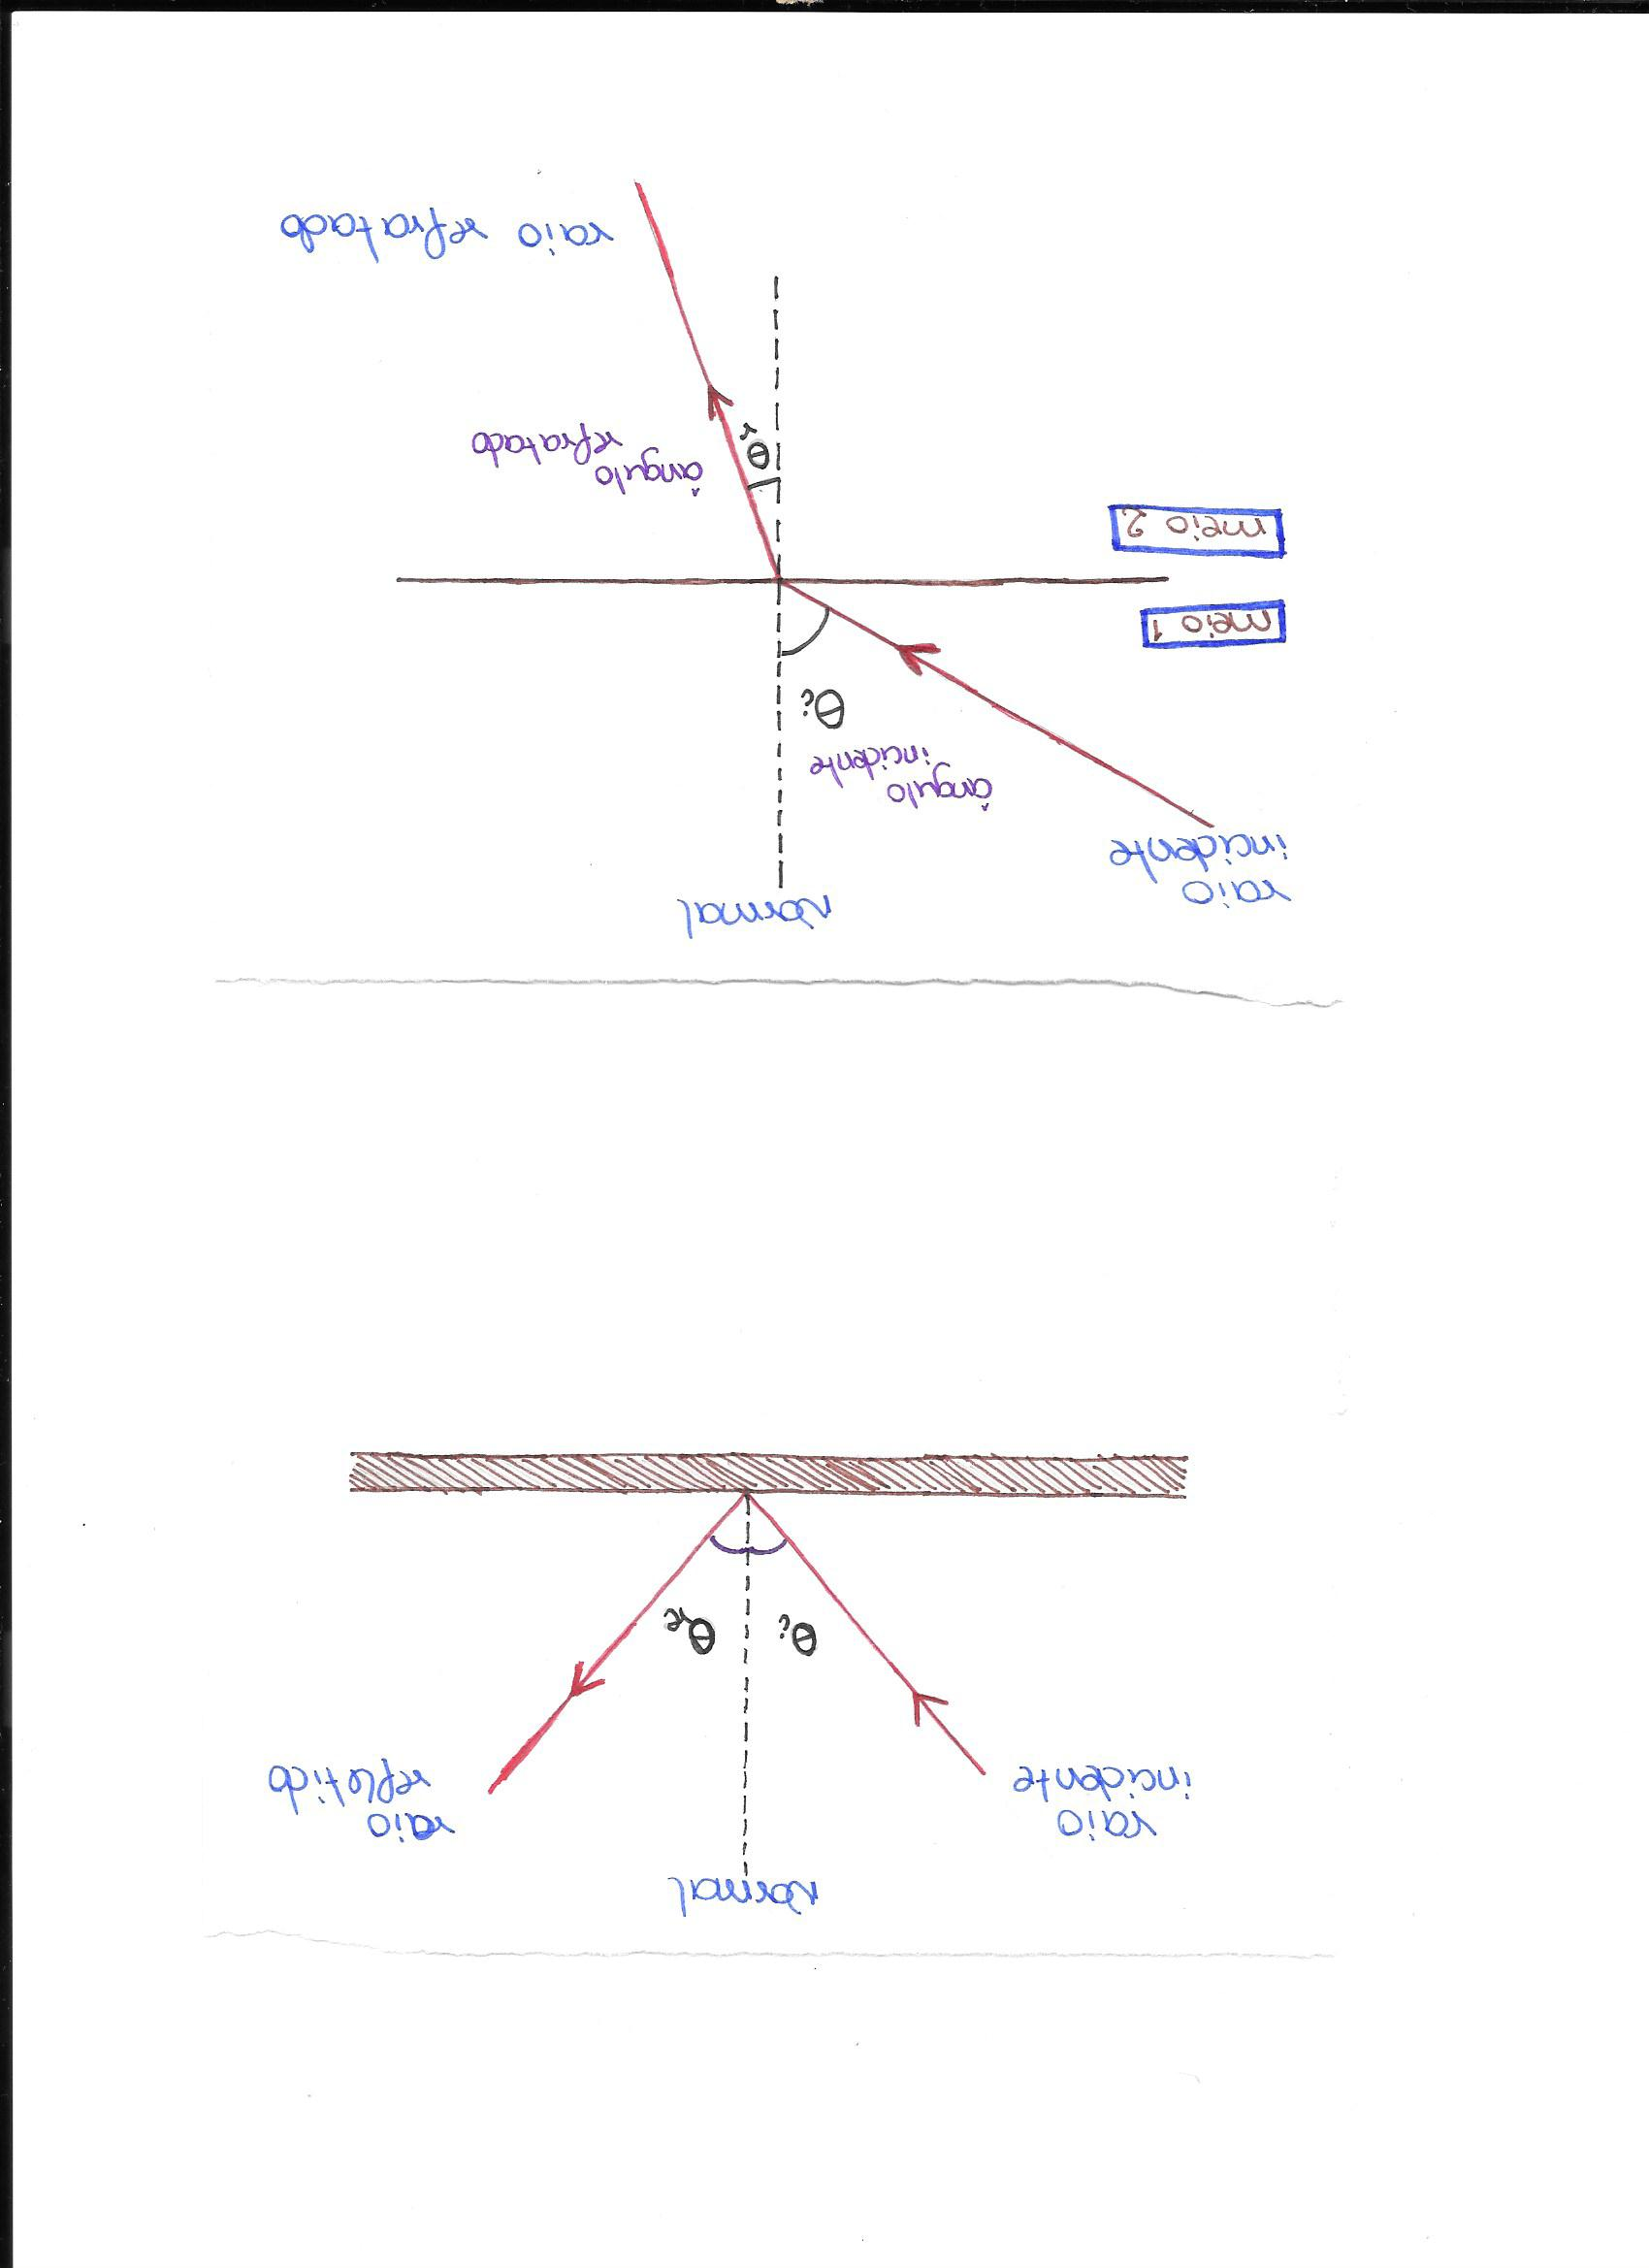 Normal
raio
incidente
raio
refletido
θi
θre
Normal
raio
incidente
ângulo
incidente
θi
meio 1
meio 2
θr
ângulo
refratado
raio refratado